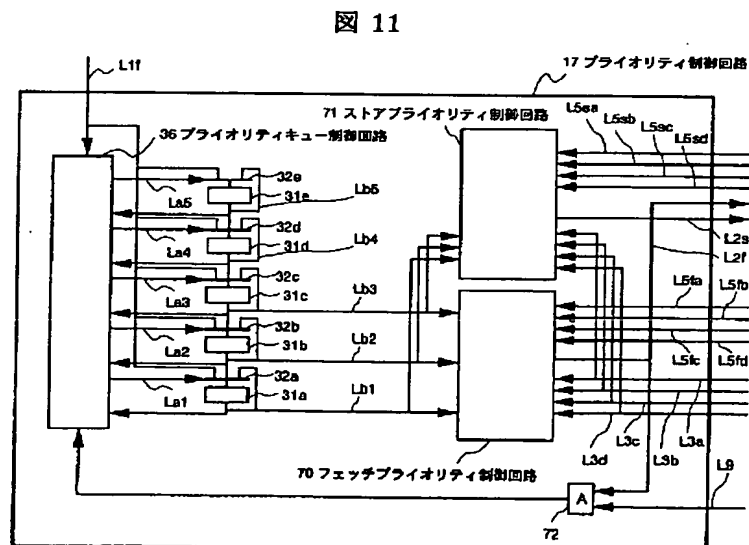 図 11
L1f
17 プライオリティ制御回路
71 ストアプライオリティ制御回路
36 プライオリティキュー制御回路
L5sa
L5sb
L5sc
L5sd
32e
31e
La5
Lb5
32d
31d
La4
Lb4
L2s
L2f
32c
31c
La3
Lb3
L5fa
L5fb
32b
31b
La2
Lb2
L5fc
L5fd
32a
31a
La1
Lb1
L3d
L3c
L3b
L3a
L9
70 フェッチプライオリティ制御回路
A
72